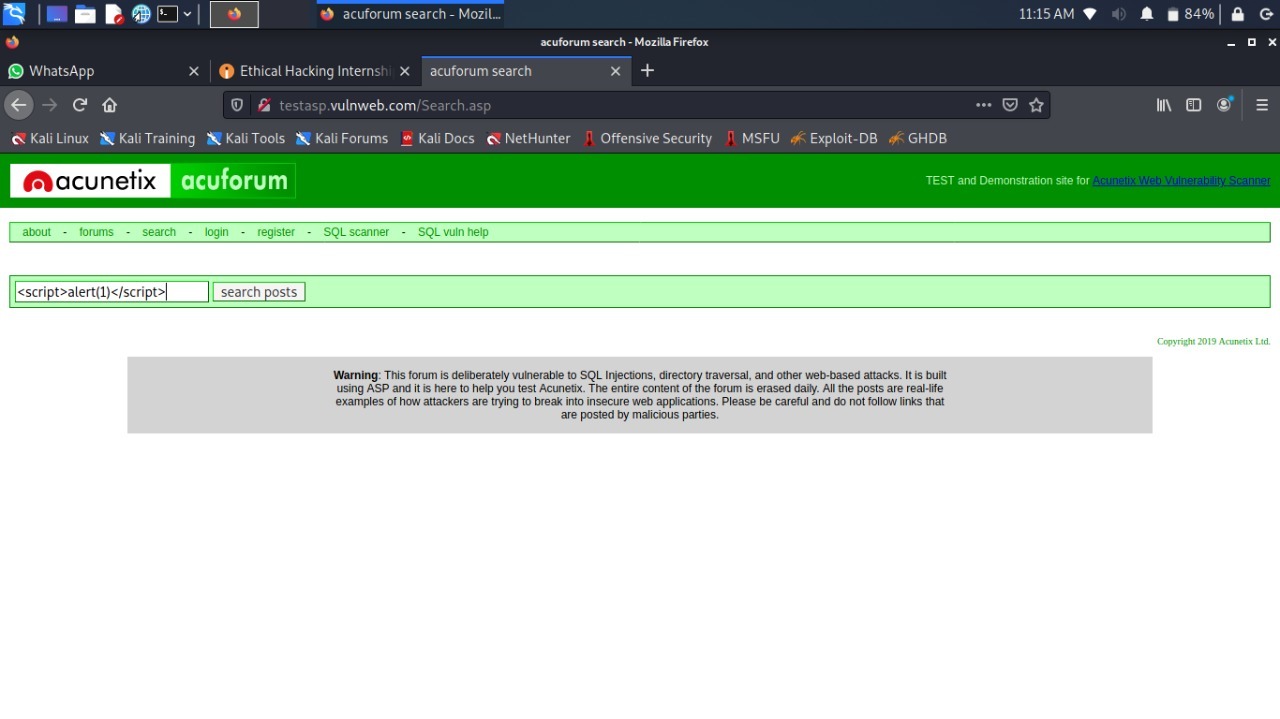 acuforum search - Mozil...
11:15 AM
84%
acuforum search - Mozilla Firefox
WhatsApp
Ethical Hacking Internshi
acuforum search
testasp.vulnweb.com/Search.asp
Kali Linux Kali Training Kali Tools Kali Forums Kali Docs NetHunter Offensive Security MSFU Exploit-DB GHDB
acunetix acuforum
TEST and Demonstration site for Acunetix Web Vulnerability Scanner
about - forums - search - login - register - SQL scanner - SQL vuln help
<script>alert(1)</script> search posts
Copyright 2019 Acunetix Ltd.
Warning: This forum is deliberately vulnerable to SQL Injections, directory traversal, and other web-based attacks. It is built
using ASP and it is here to help you test Acunetix. The entire content of the forum is erased daily. All the posts are real-life
examples of how attackers are trying to break into insecure web applications. Please be careful and do not follow links that
are posted by malicious parties.